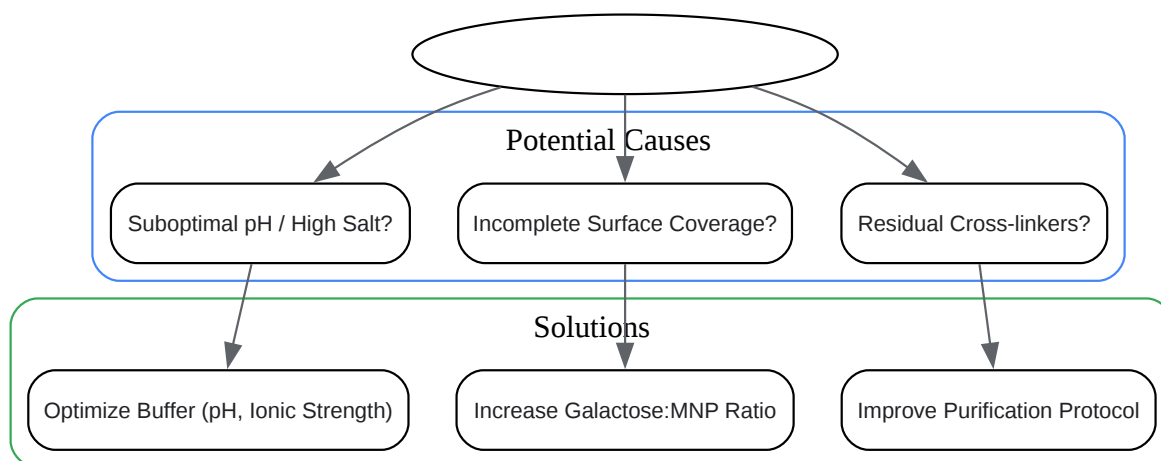 Potential Causes
Suboptimal pH / High Salt?
Incomplete Surface Coverage?
Residual Cross-linkers?
Solutions
Optimize Buffer (pH, Ionic Strength)
Increase Galactose:MNP Ratio
Improve Purification Protocol